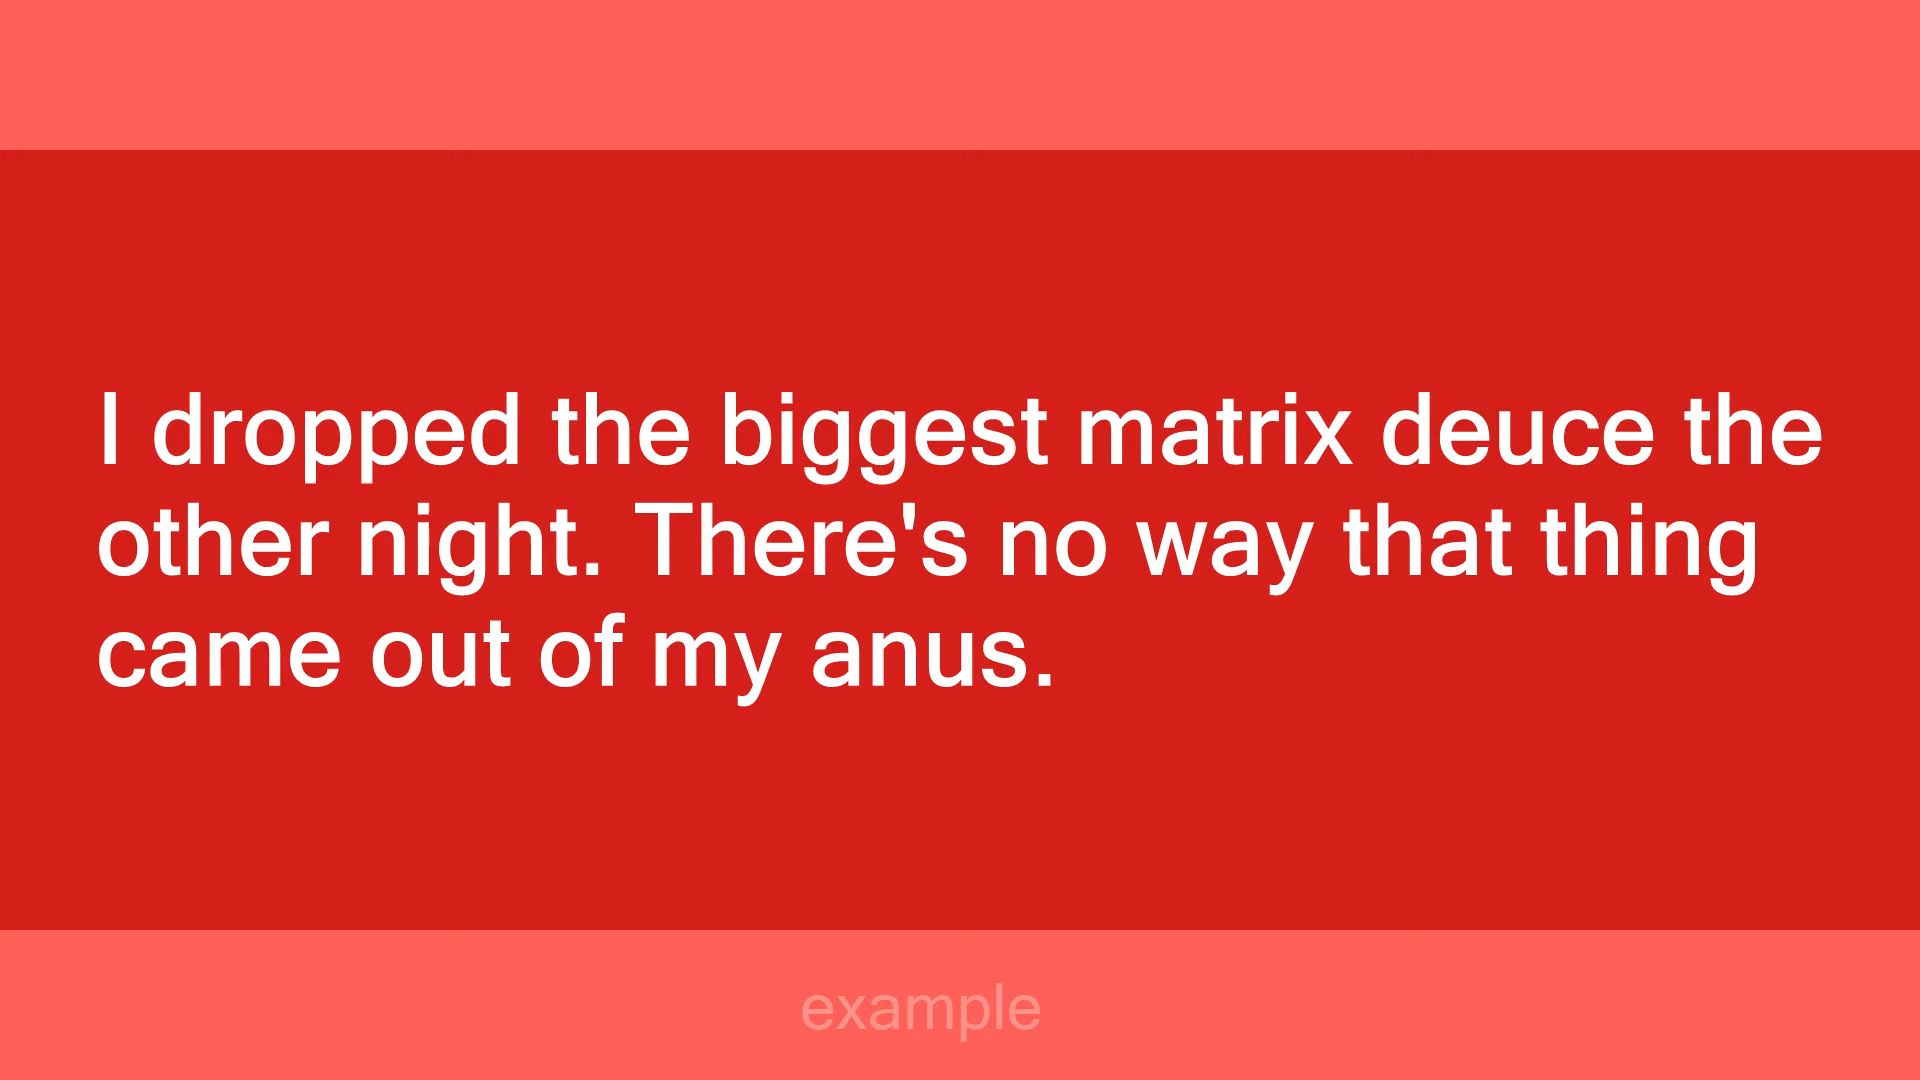 I dropped the biggest matrix deuce the
other night. There's no way that thing
came out of my anus.
example